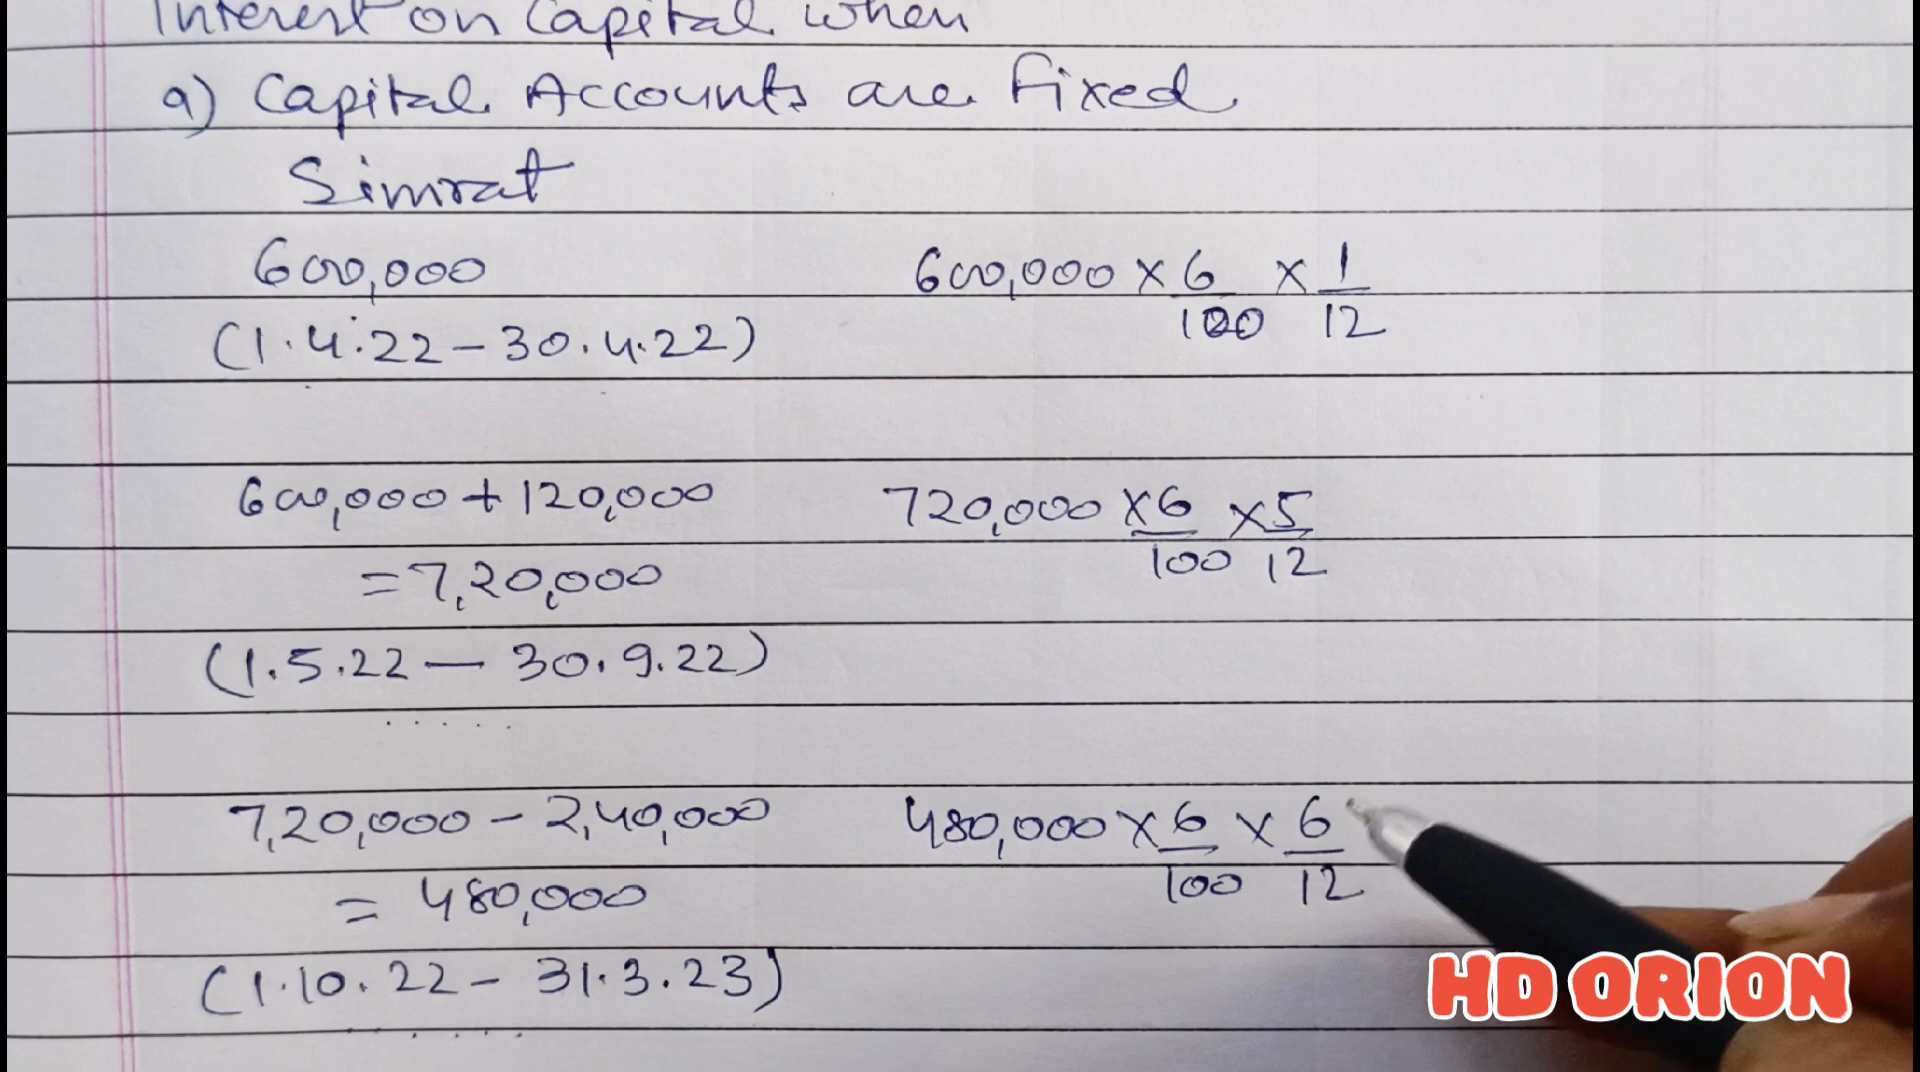 Interest on Capital when
a) Capital Accounts are fixed
Simrat
600,000 600,000 × 6/100 × 1/12
(1.4.22 - 30.4.22)
600,000 + 120,000 720,000 × 6/100 × 5/12
= 7,20,000
(1.5.22 — 30.9.22)
7,20,000 - 2,40,000 480,000 × 6/100 × 6/12
= 480,000
(1.10.22 - 31.3.23)
HD ORION